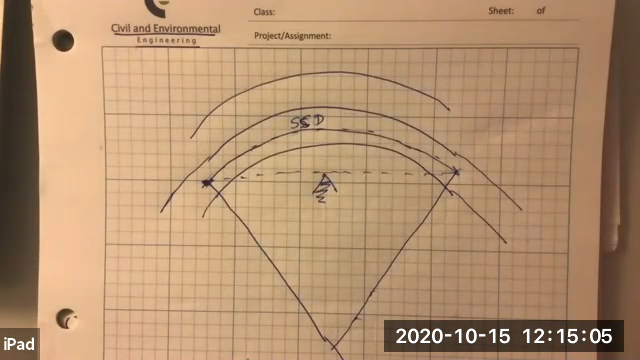 Civil and Environmental
Engineering
Class:
Sheet: of
Project/Assignment:
SSD
iPad
2020-10-15 12:15:05